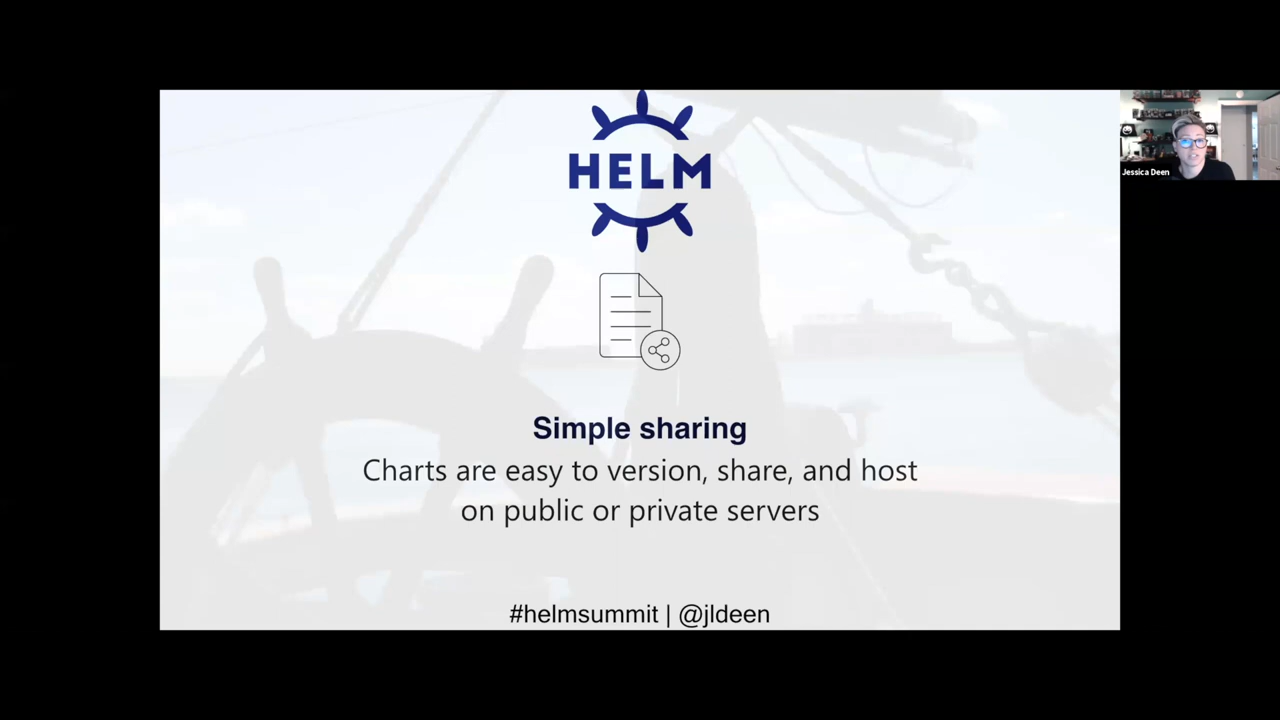 HELM
Jessica Deen
Simple sharing
Charts are easy to version, share, and host
on public or private servers
#helmsummit | @jldeen